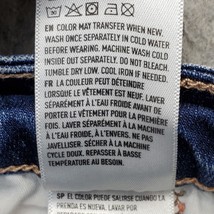 EN COLOR MAY TRANSFER WHEN NEW.
WASH ONCE SEPARATELY IN COLD WATER
BEFORE WEARING. MACHINE WASH COLD
INSIDE OUT. DO NOT BLEACH.
TUMBLE DRY LOW. COOL IRON IF NEEDED.
FR LA COULEUR PEUT DÉTEINDRE
LORSQUE LE VÊTEMENT EST NEUF. LAVER
SÉPARÉMENT À L'EAU FROIDE AVANT DE
PORTER LE VÊTEMENT POUR LA PREMIÈRE
FOIS. LAVER SÉPARÉMENT À LA MACHINE
À L'EAU FROIDE, À L'ENVERS. NE PAS
JAVELLISER. SÉCHER À LA MACHINE
CYCLE DOUX. REPASSER À BASSE
TEMPÉRATURE AU BESOIN.
SP EL COLOR PUEDE SALIRSE CUANDO LA
PRENDA ES NUEVA. LAVAR POR